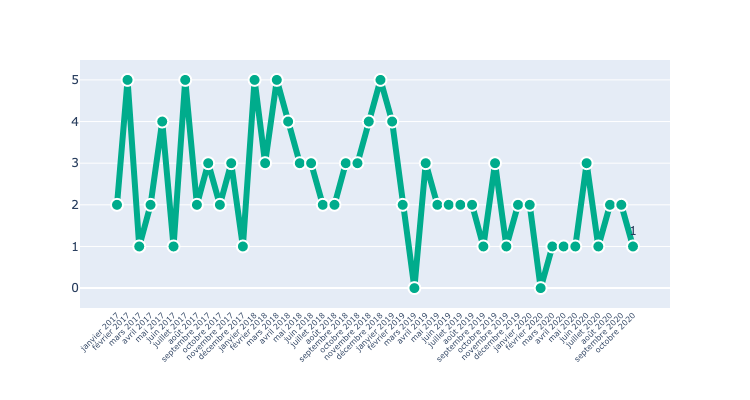 5
4
3
2
1
0
1
janvier 2017
février 2017
mars 2017
avril 2017
mai 2017
juin 2017
juillet 2017
août 2017
septembre 2017
octobre 2017
novembre 2017
décembre 2017
janvier 2018
février 2018
mars 2018
avril 2018
mai 2018
juin 2018
juillet 2018
août 2018
septembre 2018
octobre 2018
novembre 2018
décembre 2018
janvier 2019
février 2019
mars 2019
avril 2019
mai 2019
juin 2019
juillet 2019
août 2019
septembre 2019
octobre 2019
novembre 2019
décembre 2019
janvier 2020
février 2020
mars 2020
avril 2020
mai 2020
juin 2020
juillet 2020
août 2020
septembre 2020
octobre 2020